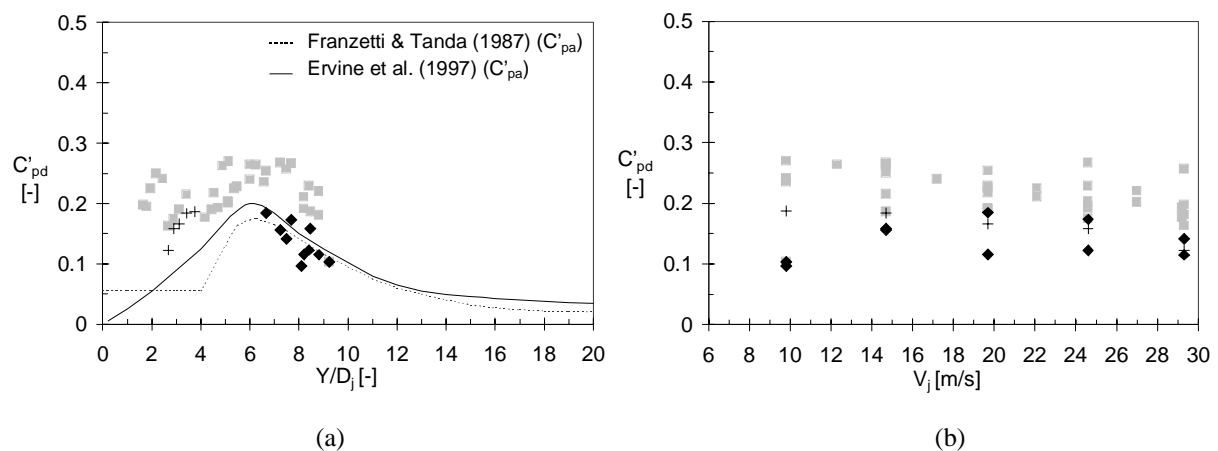 0.5
0.4
0.3
C'pd
[-]
0.2
0.1
0
0 2 4 6 8 10 12 14 16 18 20
Y/Dj [-]
Franzetti & Tanda (1987) (C'pa)
Ervine et al. (1997) (C'pa)
(a)
0.5
0.4
0.3
C'pd
[-]
0.2
0.1
0
6 8 10 12 14 16 18 20 22 24 26 28 30
Vj [m/s]
(b)